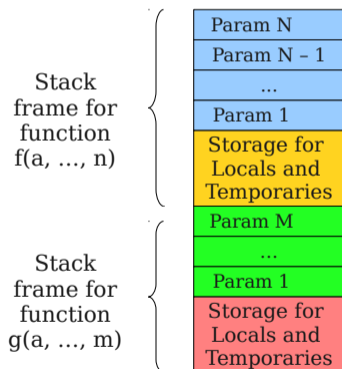 Stack
frame for
function
f(a, ..., n)
Param N
Param N – 1
...
Param 1
Storage for
Locals and
Temporaries
Stack
frame for
function
g(a, ..., m)
Param M
...
Param 1
Storage for
Locals and
Temporaries